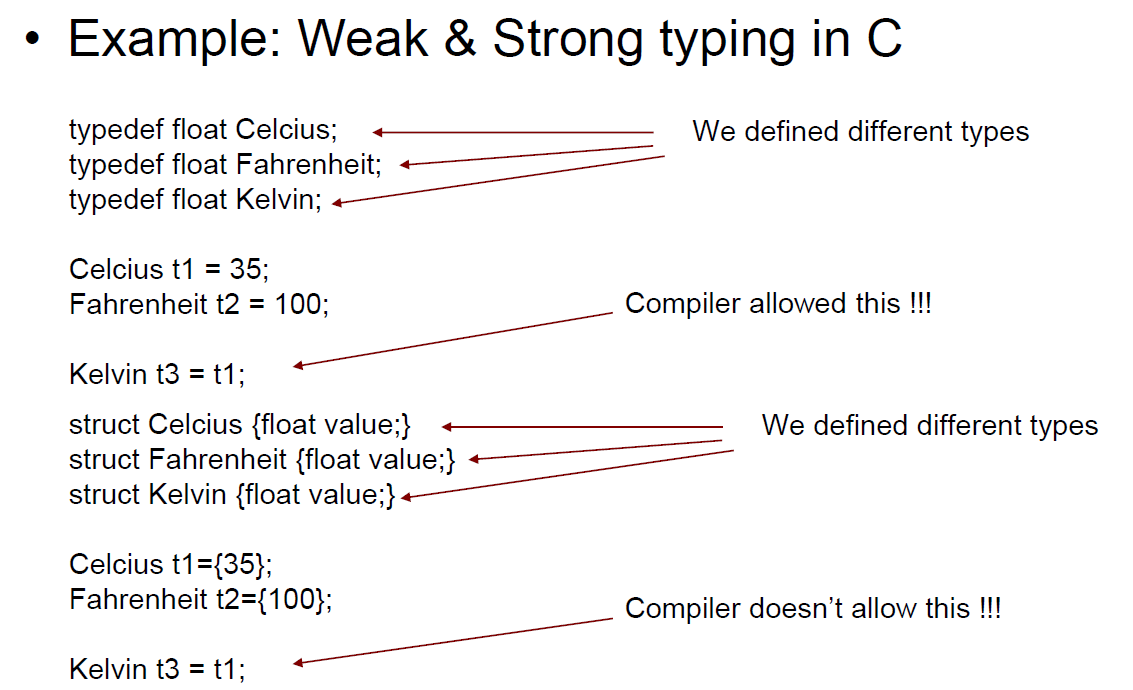 • Example: Weak & Strong typing in C
typedef float Celcius;
We defined different types
typedef float Fahrenheit;
typedef float Kelvin;
Celcius t1 = 35;
Fahrenheit t2 = 100;
Compiler allowed this !!!
Kelvin t3 = t1;
struct Celcius {float value;}
We defined different types
struct Fahrenheit {float value;}
struct Kelvin {float value;}
Celcius t1={35};
Fahrenheit t2={100};
Compiler doesn’t allow this !!!
Kelvin t3 = t1;